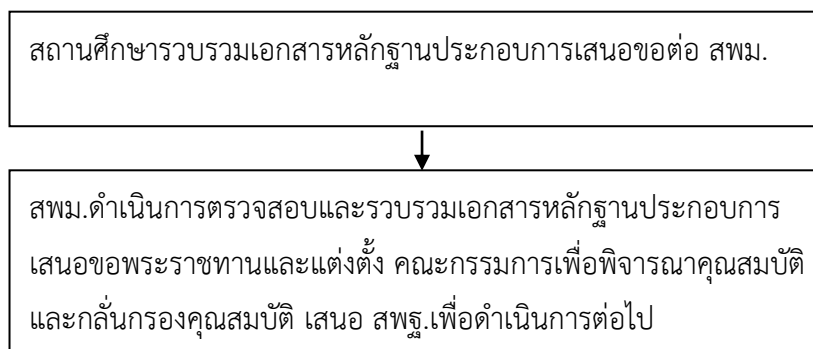 สถานศึกษารวบรวมเอกสารหลักฐานประกอบการเสนอขอต่อ สพม.
สพม.ดำเนินการตรวจสอบและรวบรวมเอกสารหลักฐานประกอบการ
เสนอขอพระราชทานและแต่งตั้ง คณะกรรมการเพื่อพิจารณาคุณสมบัติ
และกลั่นกรองคุณสมบัติ เสนอ สพฐ.เพื่อดำเนินการต่อไป